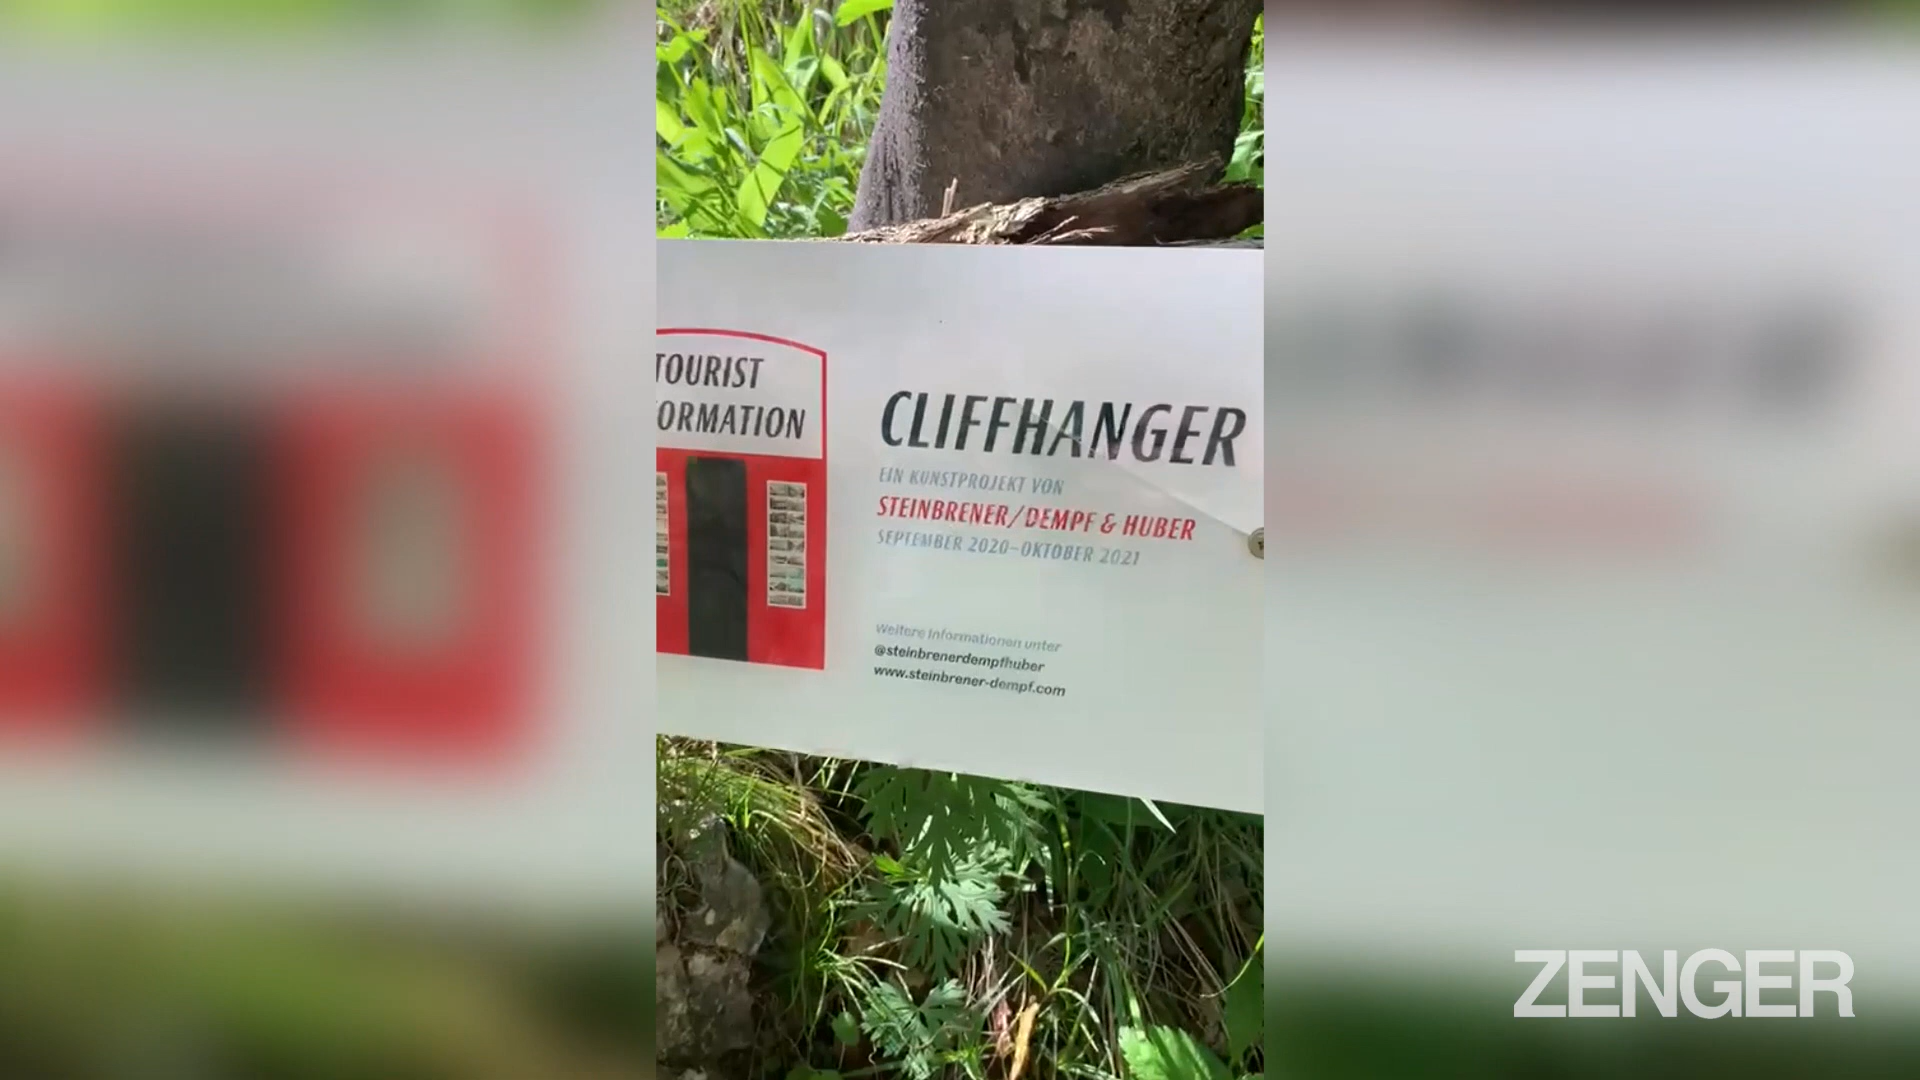 TOURIST
ORMATION
CLIFFHANGER
EIN KUNSTPROJEKT VON
STEINBRENER/DEMPF & HUBER
SEPTEMBER 2020–OKTOBER 2021
Weitere Informationen unter
@steinbrenerdempfhuber
www.steinbrener-dempf.com
ZENGER